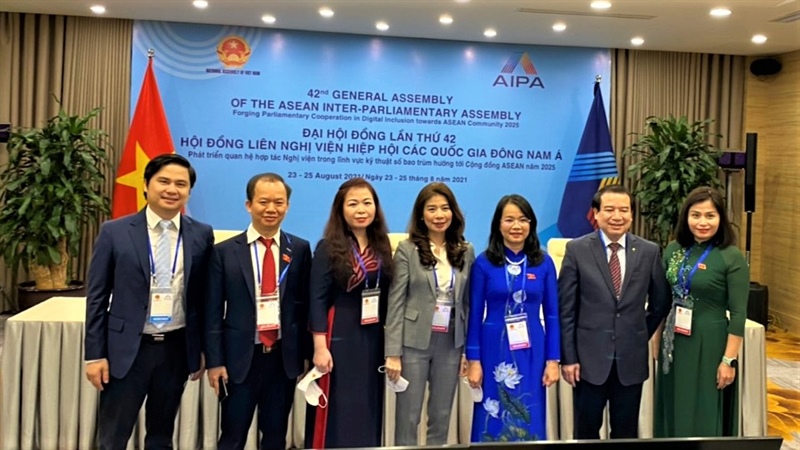 NATIONAL ASSEMBLY OF VIET NAM
AIPA
42nd GENERAL ASSEMBLY
OF THE ASEAN INTER-PARLIAMENTARY ASSEMBLY
Forging Parliamentary Cooperation in Digital Inclusion towards ASEAN Community 2025
ĐẠI HỘI ĐỒNG LẦN THỨ 42
HỘI ĐỒNG LIÊN NGHỊ VIỆN HIỆP HỘI CÁC QUỐC GIA ĐÔNG NAM Á
Phát triển quan hệ hợp tác Nghị viện trong lĩnh vực kỹ thuật số bao trùm hướng tới Cộng đồng ASEAN năm 2025
23 - 25 August 2021/ Ngày 23 - 25 tháng 8 năm 2021